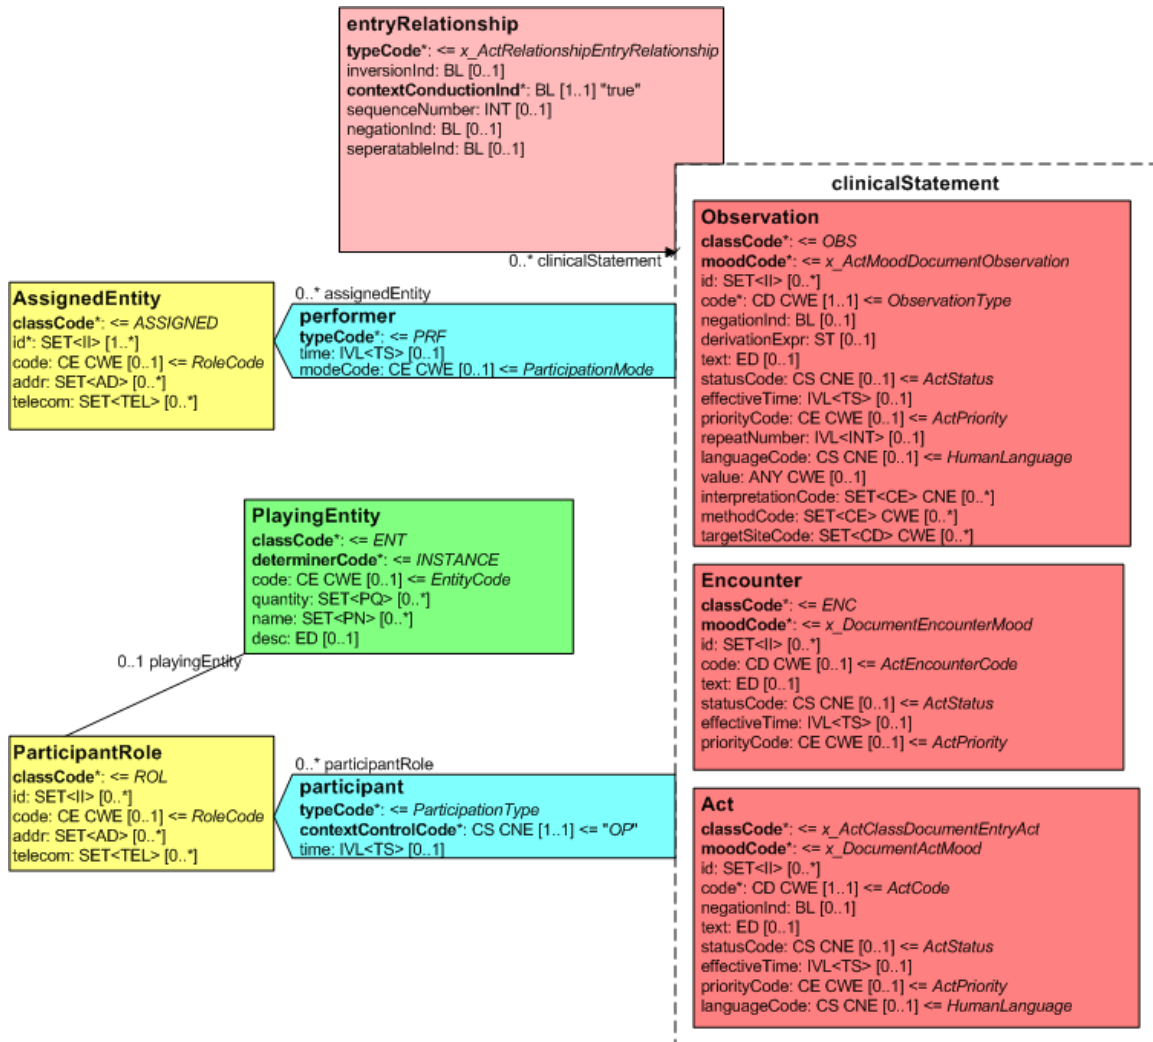 entryRelationship
typeCode*: <= x_ActRelationshipEntryRelationship
inversionInd: BL [0..1]
contextConductionInd*: BL [1..1] "true"
sequenceNumber: INT [0..1]
negationInd: BL [0..1]
seperatableInd: BL [0..1]
0..* clinicalStatement
clinicalStatement
Observation
classCode*: <= OBS
moodCode*: <= x_ActMoodDocumentObservation
id: SET<II> [0..*]
code*: CD CWE [1..1] <= ObservationType
negationInd: BL [0..1]
derivationExpr: ST [0..1]
text: ED [0..1]
statusCode: CS CNE [0..1] <= ActStatus
effectiveTime: IVL<TS> [0..1]
priorityCode: CE CWE [0..1] <= ActPriority
repeatNumber: IVL<INT> [0..1]
languageCode: CS CNE [0..1] <= HumanLanguage
value: ANY CWE [0..1]
interpretationCode: SET<CE> CNE [0..*]
methodCode: SET<CE> CWE [0..*]
targetSiteCode: SET<CD> CWE [0..*]
AssignedEntity
classCode*: <= ASSIGNED
id*: SET<II> [1..*]
code: CE CWE [0..1] <= RoleCode
addr: SET<AD> [0..*]
telecom: SET<TEL> [0..*]
0..* assignedEntity
performer
typeCode*: <= PRF
time: IVL<TS> [0..1]
modeCode: CE CWE [0..1] <= ParticipationMode
PlayingEntity
classCode*: <= ENT
determinerCode*: <= INSTANCE
code: CE CWE [0..1] <= EntityCode
quantity: SET<PQ> [0..*]
name: SET<PN> [0..*]
desc: ED [0..1]
0..1 playingEntity
Encounter
classCode*: <= ENC
moodCode*: <= x_DocumentEncounterMood
id: SET<II> [0..*]
code: CD CWE [0..1] <= ActEncounterCode
text: ED [0..1]
statusCode: CS CNE [0..1] <= ActStatus
effectiveTime: IVL<TS> [0..1]
priorityCode: CE CWE [0..1] <= ActPriority
ParticipantRole
classCode*: <= ROL
id: SET<II> [0..*]
code: CE CWE [0..1] <= RoleCode
addr: SET<AD> [0..*]
telecom: SET<TEL> [0..*]
0..* participantRole
participant
typeCode*: <= ParticipationType
contextControlCode*: CS CNE [1..1] <= "OP"
time: IVL<TS> [0..1]
Act
classCode*: <= x_ActClassDocumentEntryAct
moodCode*: <= x_DocumentActMood
id: SET<II> [0..*]
code*: CD CWE [1..1] <= ActCode
negationInd: BL [0..1]
text: ED [0..1]
statusCode: CS CNE [0..1] <= ActStatus
effectiveTime: IVL<TS> [0..1]
priorityCode: CE CWE [0..1] <= ActPriority
languageCode: CS CNE [0..1] <= HumanLanguage